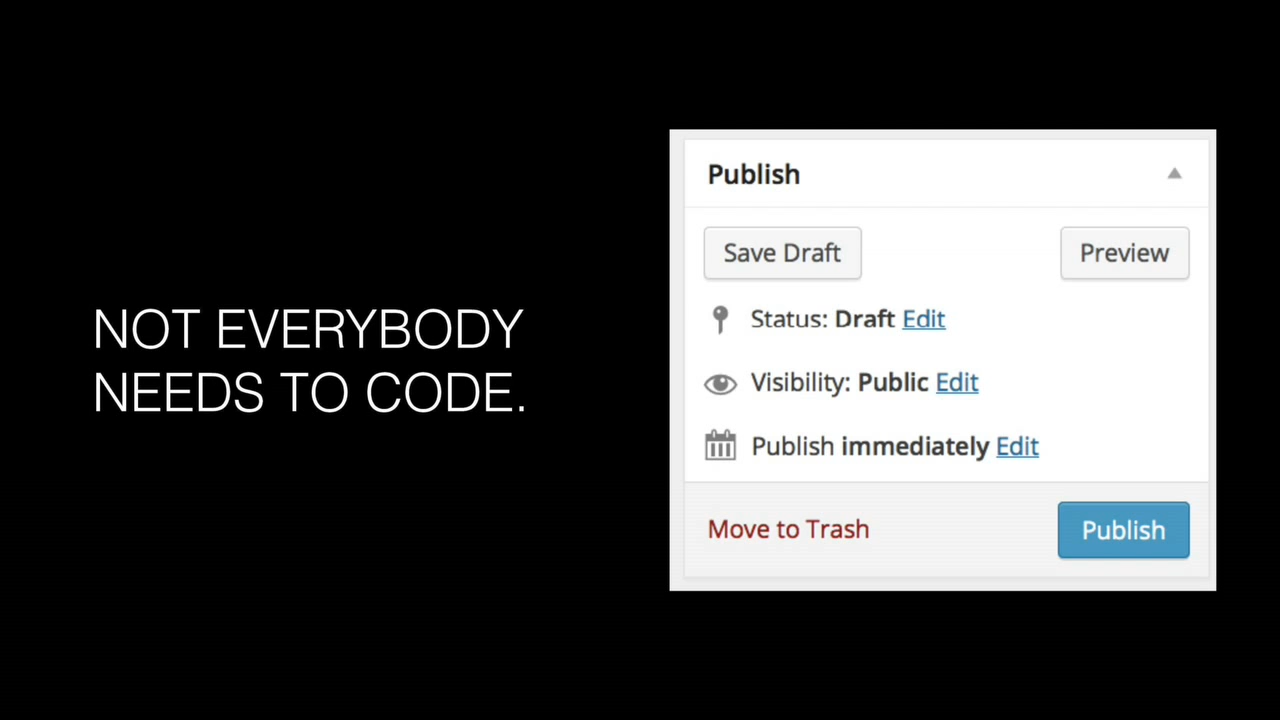 NOT EVERYBODY
NEEDS TO CODE.
Publish
Save Draft
Preview
Status: Draft Edit
Visibility: Public Edit
Publish immediately Edit
Move to Trash
Publish